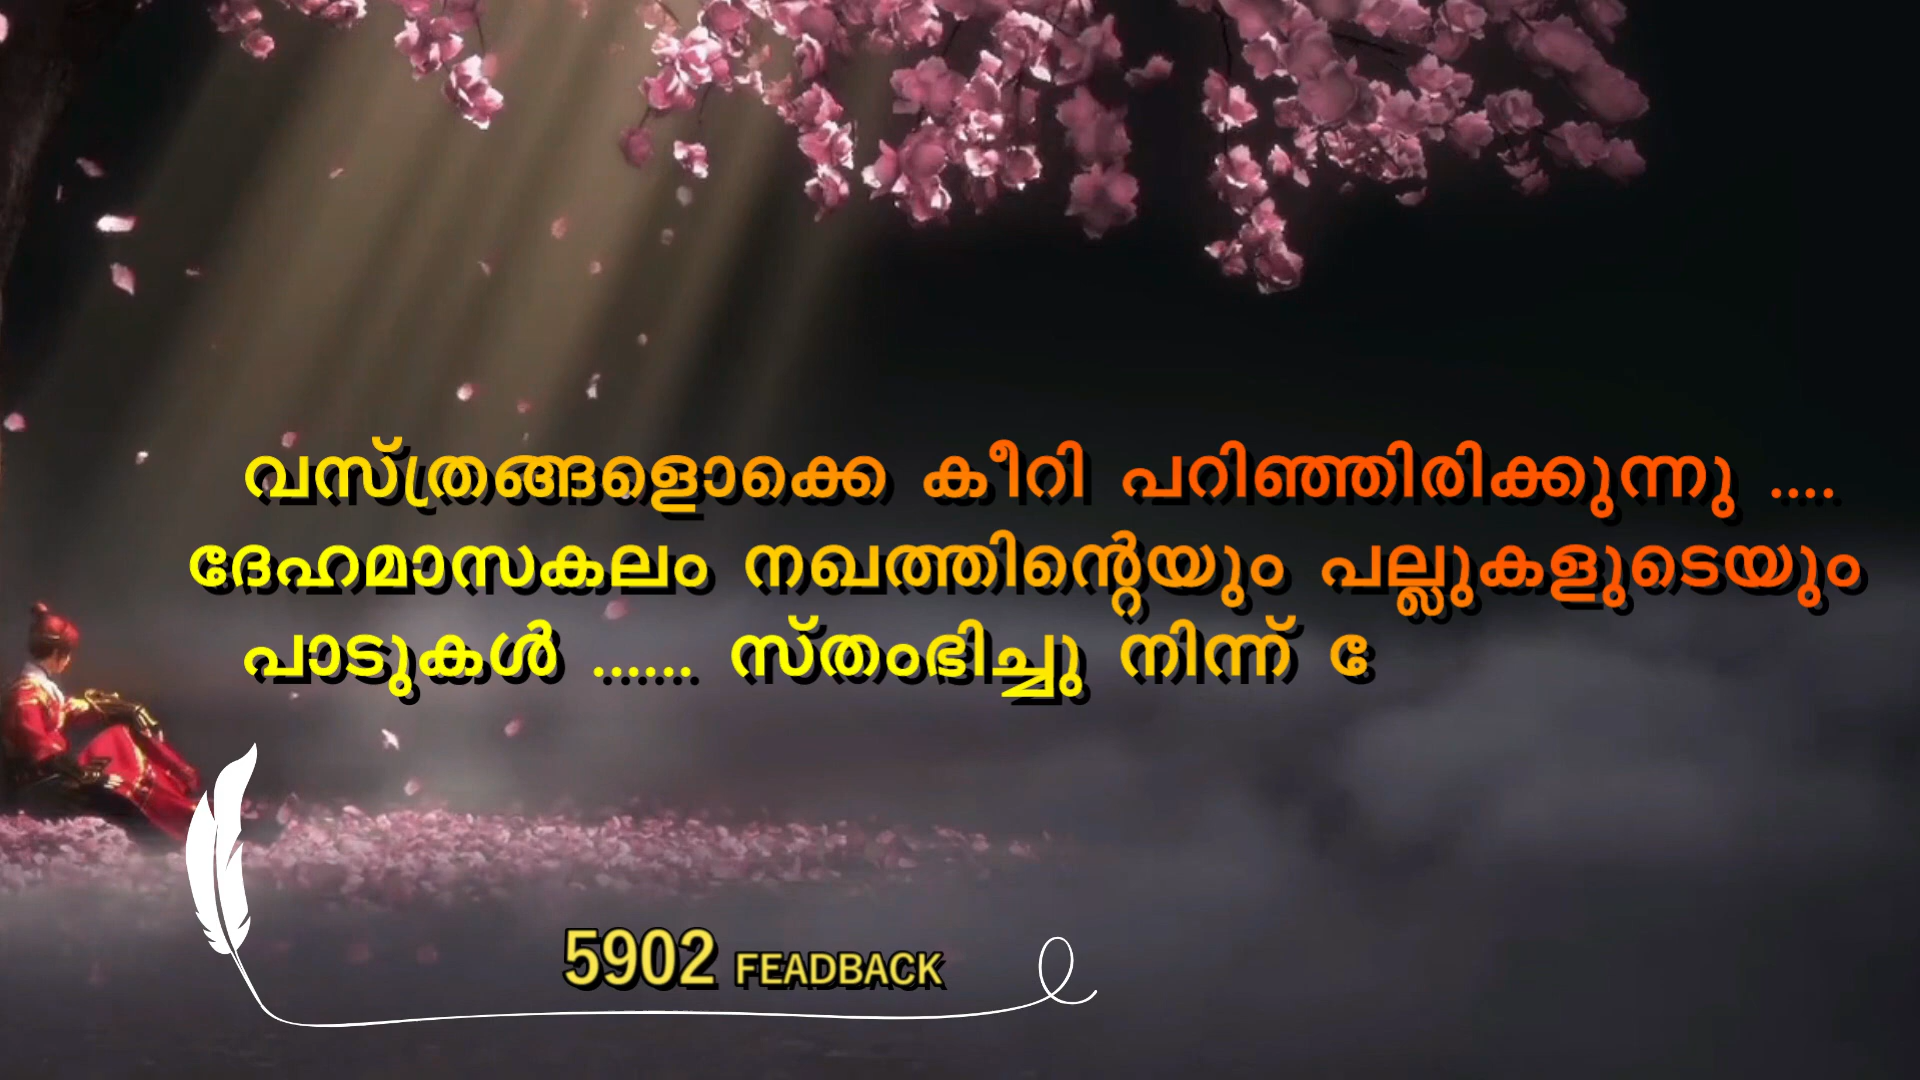 വസ്ത്രങ്ങളൊക്കെ കീറി പറിഞ്ഞിരിക്കുന്നു ....
ദേഹമാസകലം നഖത്തിന്റെയും പല്ലുകളുടെയും
പാടുകൾ ...... സ്തംഭിച്ചു നിന്ന് േ
5902 FEADBACK